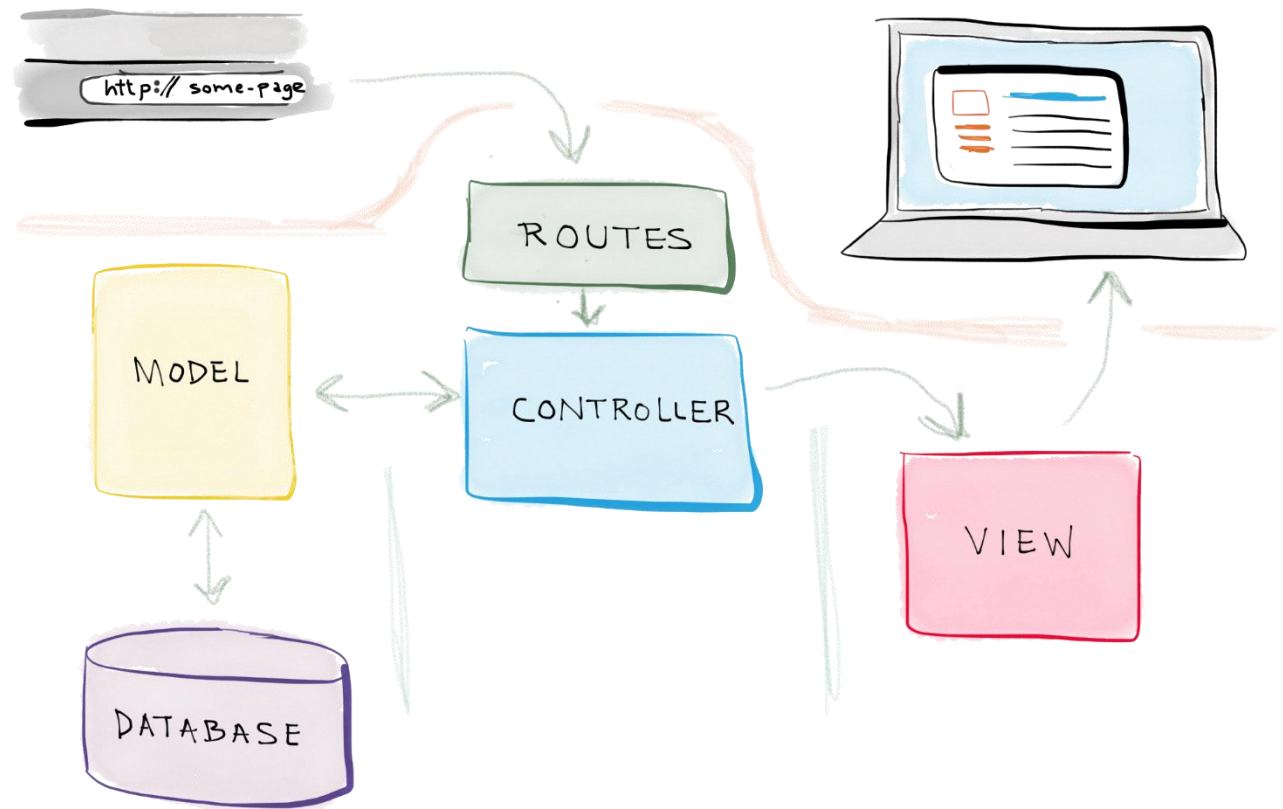 http:// some-page
ROUTES
MODEL
CONTROLLER
VIEW
DATABASE